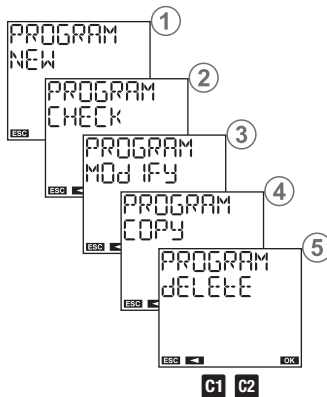 1
PROGRAM
NEW
ESC
2
PROGRAM
CHECK
ESC
3
PROGRAM
MOdIFY
ESC
4
PROGRAM
COPY
ESC
5
PROGRAM
dELEtE
ESC OK
C1 C2